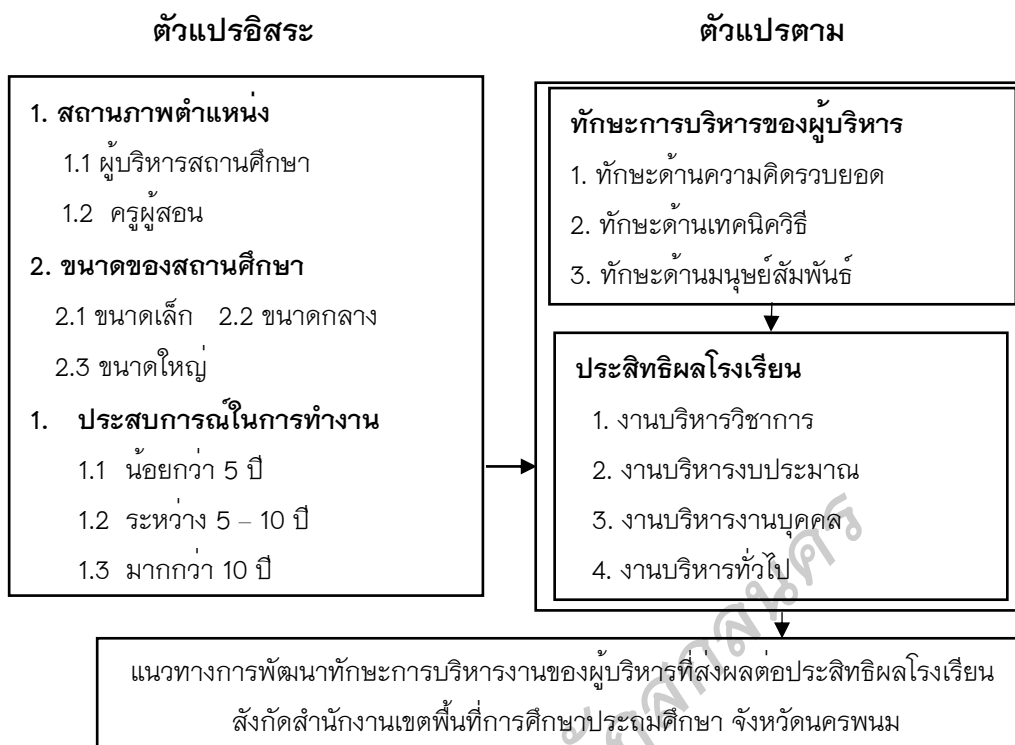 ตัวแปรอิสระ
ตัวแปรตาม
1. สถานภาพตำแหน่ง
1.1 ผู้บริหารสถานศึกษา
1.2 ครูผู้สอน
2. ขนาดของสถานศึกษา
2.1 ขนาดเล็ก 2.2 ขนาดกลาง
2.3 ขนาดใหญ่
1. ประสบการณ์ในการทำงาน
1.1 น้อยกว่า 5 ปี
1.2 ระหว่าง 5 – 10 ปี
1.3 มากกว่า 10 ปี
ทักษะการบริหารของผู้บริหาร
1. ทักษะด้านความคิดรวบยอด
2. ทักษะด้านเทคนิควิธี
3. ทักษะด้านมนุษย์สัมพันธ์
ประสิทธิผลโรงเรียน
1. งานบริหารวิชาการ
2. งานบริหารงบประมาณ
3. งานบริหารงานบุคคล
4. งานบริหารทั่วไป
แนวทางการพัฒนาทักษะการบริหารงานของผู้บริหารที่ส่งผลต่อประสิทธิผลโรงเรียน
สังกัดสำนักงานเขตพื้นที่การศึกษาประถมศึกษา จังหวัดนครพนม